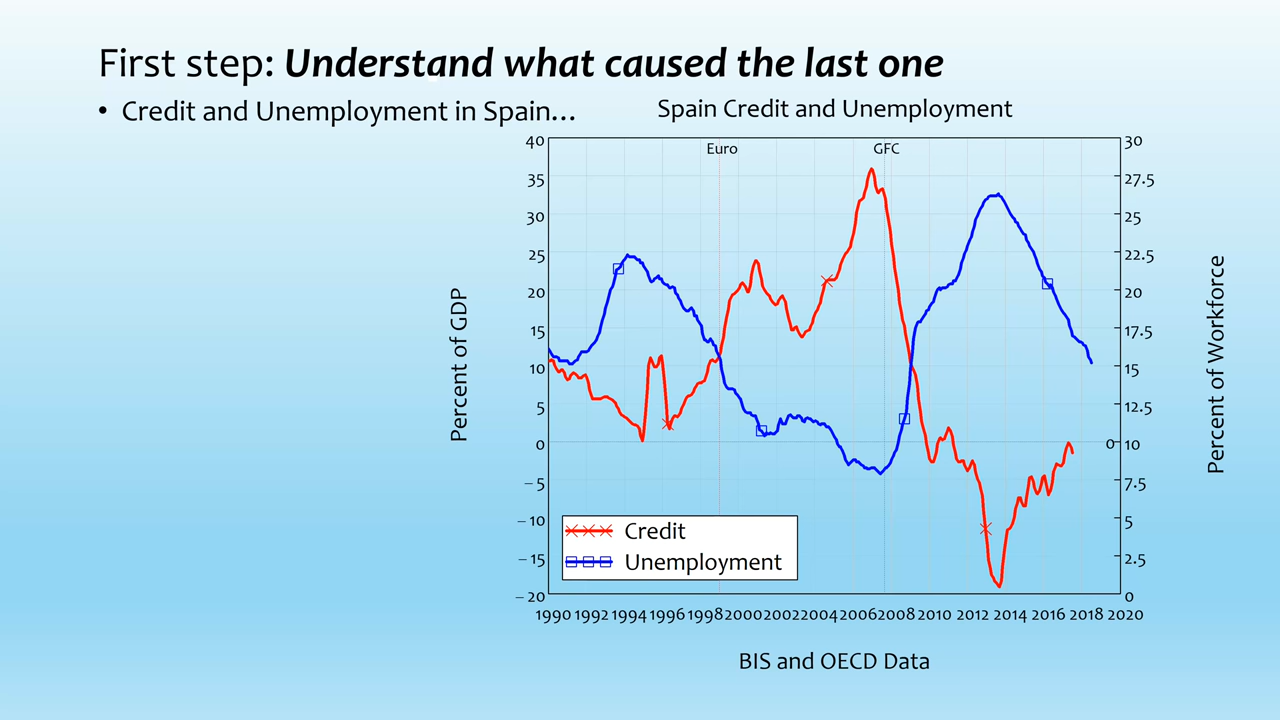 First step: Understand what caused the last one
• Credit and Unemployment in Spain...
Spain Credit and Unemployment
Euro
GFC
40
35
30
25
20
15
10
5
0
–5
–10
–15
–20
Percent of GDP
30
27.5
25
22.5
20
17.5
15
12.5
0 10
7.5
5
2.5
0
Percent of Workforce
Credit
Unemployment
1990 1992 1994 1996 1998 2000 2002 2004 2006 2008 2010 2012 2014 2016 2018 2020
BIS and OECD Data